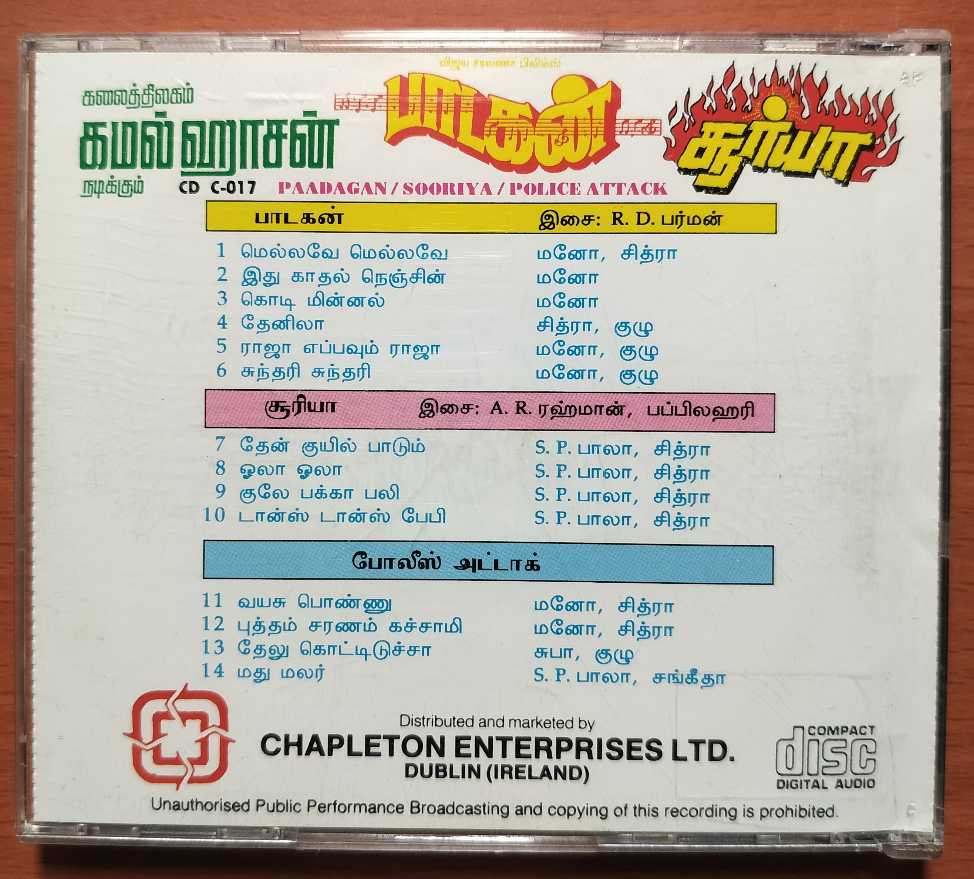 விஜய சரவணா பிலிம்ஸ்
கலைத்திலகம்
கமல்ஹாசன்
நடிக்கும்
பாடகன்
சூர்யா
CD C-017 PAADAGAN / SOORIYA / POLICE ATTACK
பாடகன் இசை: R. D. பர்மன்
1 மெல்லவே மெல்லவே மனோ, சித்ரா
2 இது காதல் நெஞ்சின் மனோ
3 கொடி மின்னல் மனோ
4 தேனிலா சித்ரா, குழு
5 ராஜா எப்பவும் ராஜா மனோ, குழு
6 சுந்தரி சுந்தரி மனோ, குழு
சூரியா இசை: A. R. ரஹ்மான், பப்பிலஹரி
7 தேன் குயில் பாடும் S. P. பாலா, சித்ரா
8 ஓலா ஓலா S. P. பாலா, சித்ரா
9 குலே பக்கா பலி S. P. பாலா, சித்ரா
10 டான்ஸ் டான்ஸ் பேபி S. P. பாலா, சித்ரா
போலீஸ் அட்டாக்
11 வயசு பொண்ணு மனோ, சித்ரா
12 புத்தம் சரணம் கச்சாமி மனோ, சித்ரா
13 தேலு கொட்டிடுச்சா சுபா, குழு
14 மது மலர் S. P. பாலா, சங்கீதா
Distributed and marketed by
CHAPLETON ENTERPRISES LTD.
DUBLIN (IRELAND)
COMPACT
disc
DIGITAL AUDIO
Unauthorised Public Performance Broadcasting and copying of this recording is prohibited.